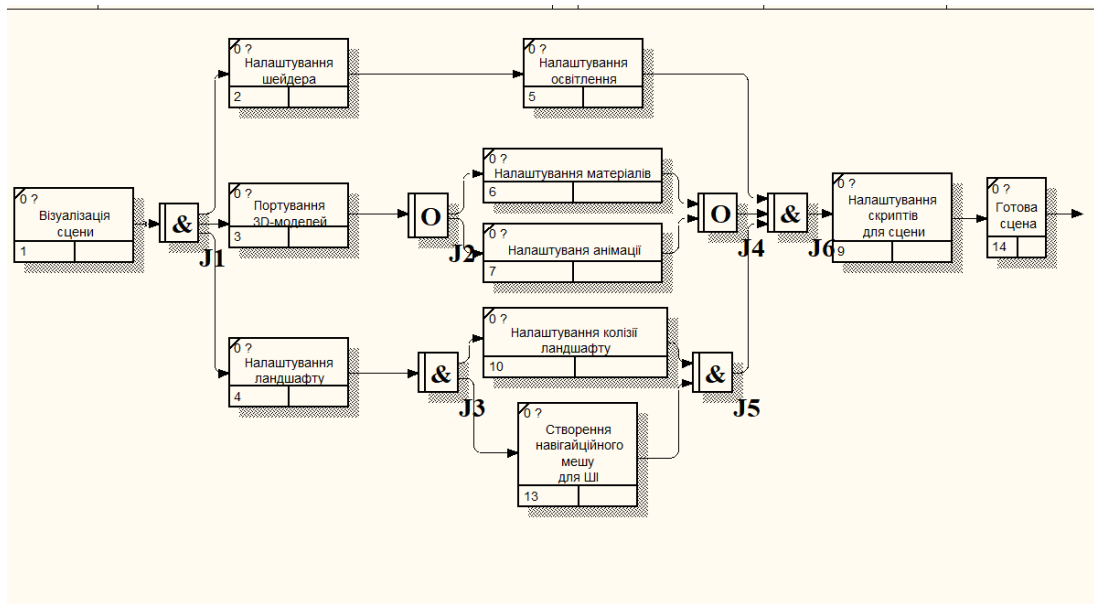 0 ?
Налаштування
шейдера
2
0 ?
Налаштування
освітлення
5
0 ?
Візуалізація
сцени
1
&
J1
0 ?
Портування
3D-моделей
3
O
J2
0 ?
Налаштування матеріалів
6
0 ?
Налаштуваня анімації
7
O
J4
&
J6
0 ?
Налаштування
скриптів
для сцени
9
0 ?
Готова
сцена
14
0 ?
Налаштування
ландшафту
4
&
J3
0 ?
Налаштування колізії
ландшафту
10
0 ?
Створення
навігайційного
мешу
для ШІ
13
&
J5